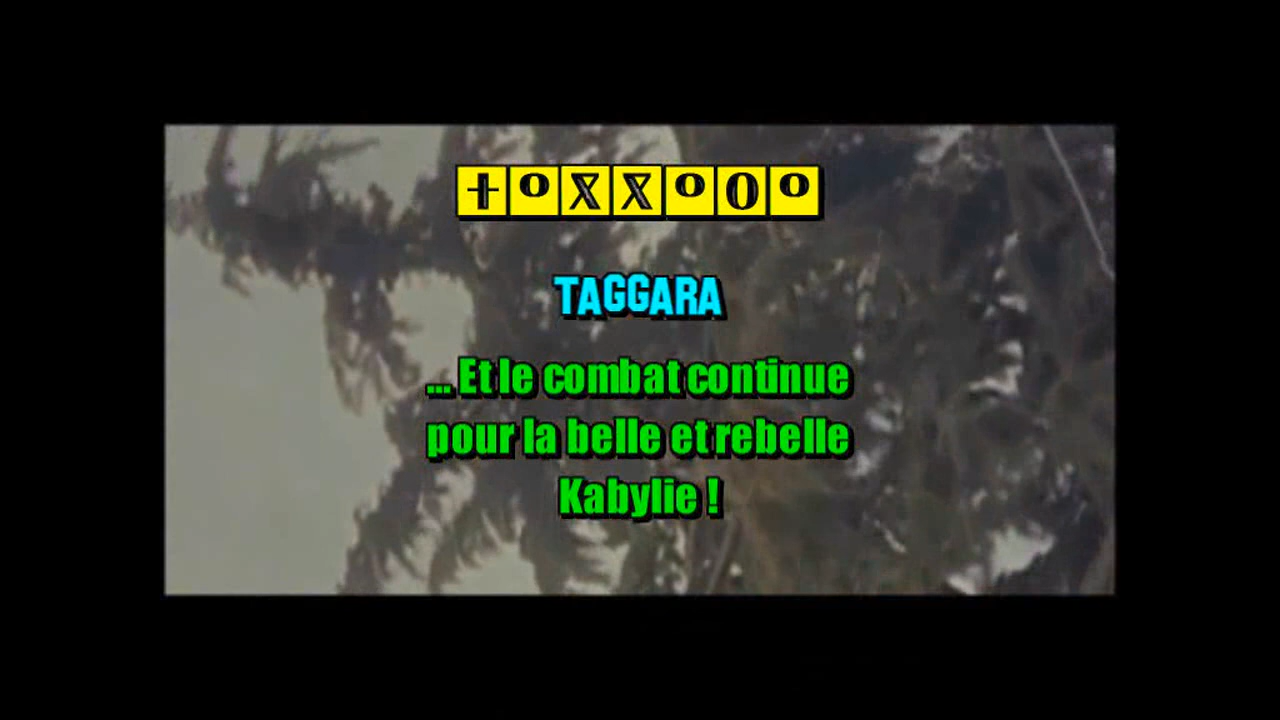 ⵜⴰⴳⴳⴰⵔⴰ
TAGGARA
... Et le combat continue
pour la belle et rebelle
Kabylie !